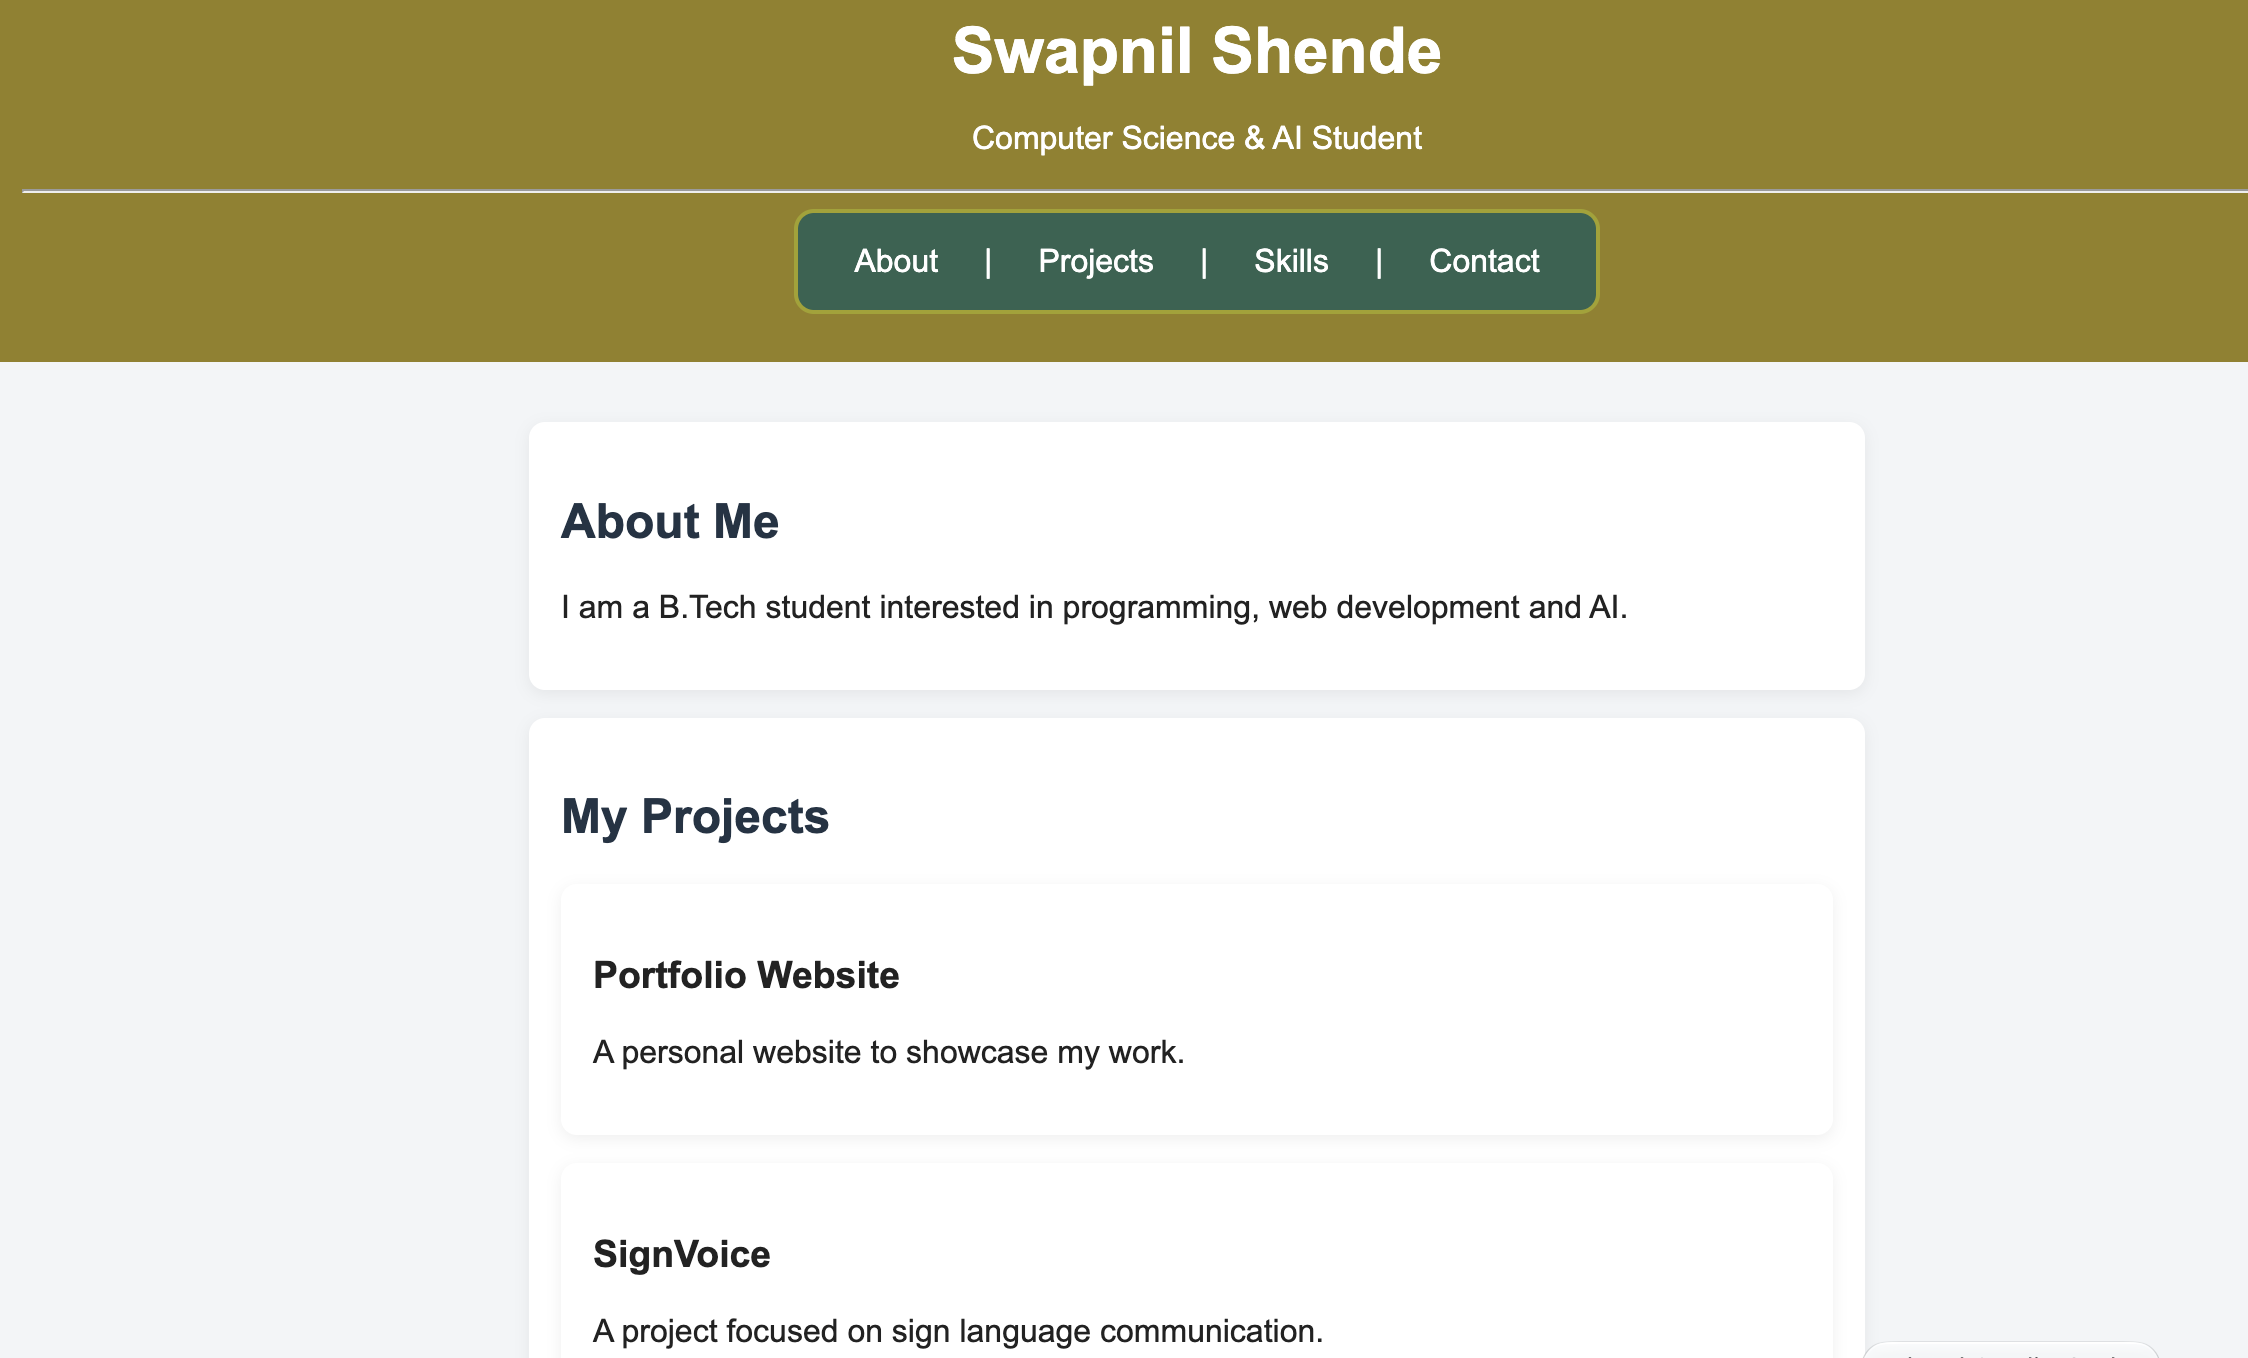 Swapnil Shende
Computer Science & AI Student
About | Projects | Skills | Contact
About Me
I am a B.Tech student interested in programming, web development and AI.
My Projects
Portfolio Website
A personal website to showcase my work.
SignVoice
A project focused on sign language communication.